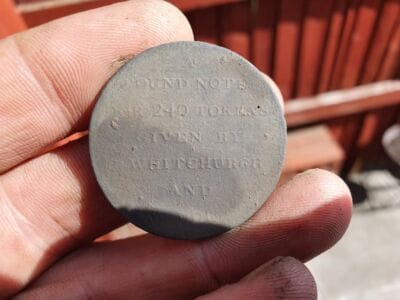 OUND NOTE
240 TOKENS
GIVEN BY
WHITCHURCH
AND